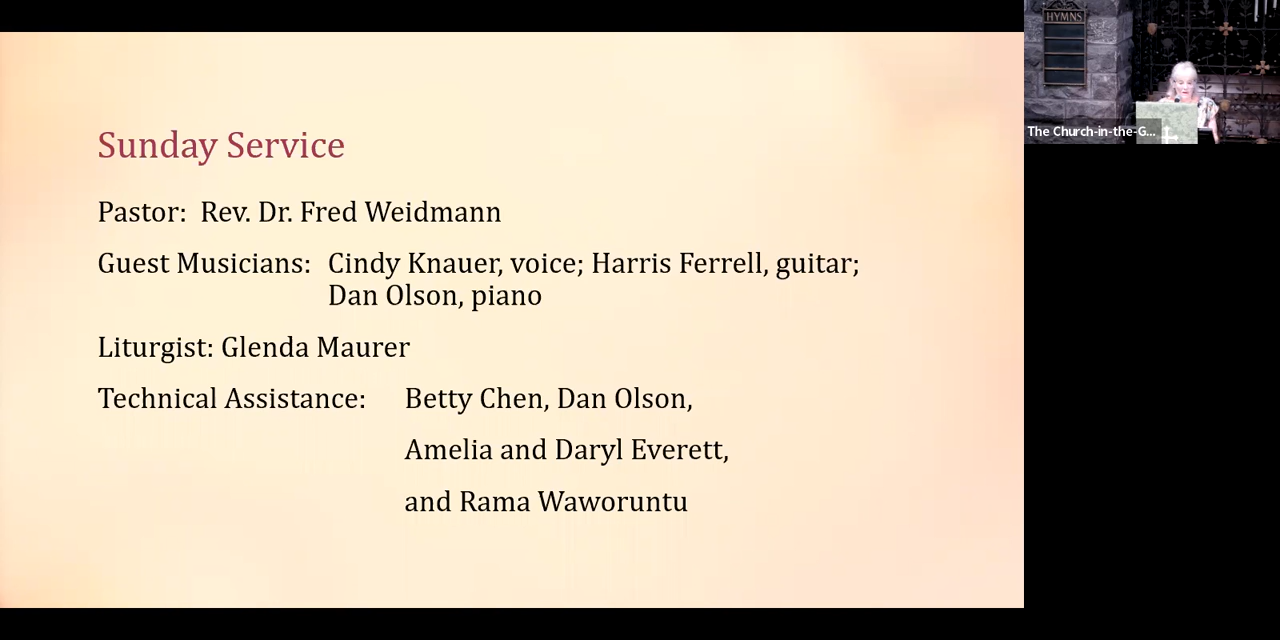 Sunday Service
Pastor: Rev. Dr. Fred Weidmann
Guest Musicians: Cindy Knauer, voice; Harris Ferrell, guitar;
Dan Olson, piano
Liturgist: Glenda Maurer
Technical Assistance: Betty Chen, Dan Olson,
Amelia and Daryl Everett,
and Rama Waworuntu
HYMNS
The Church-in-the-G...